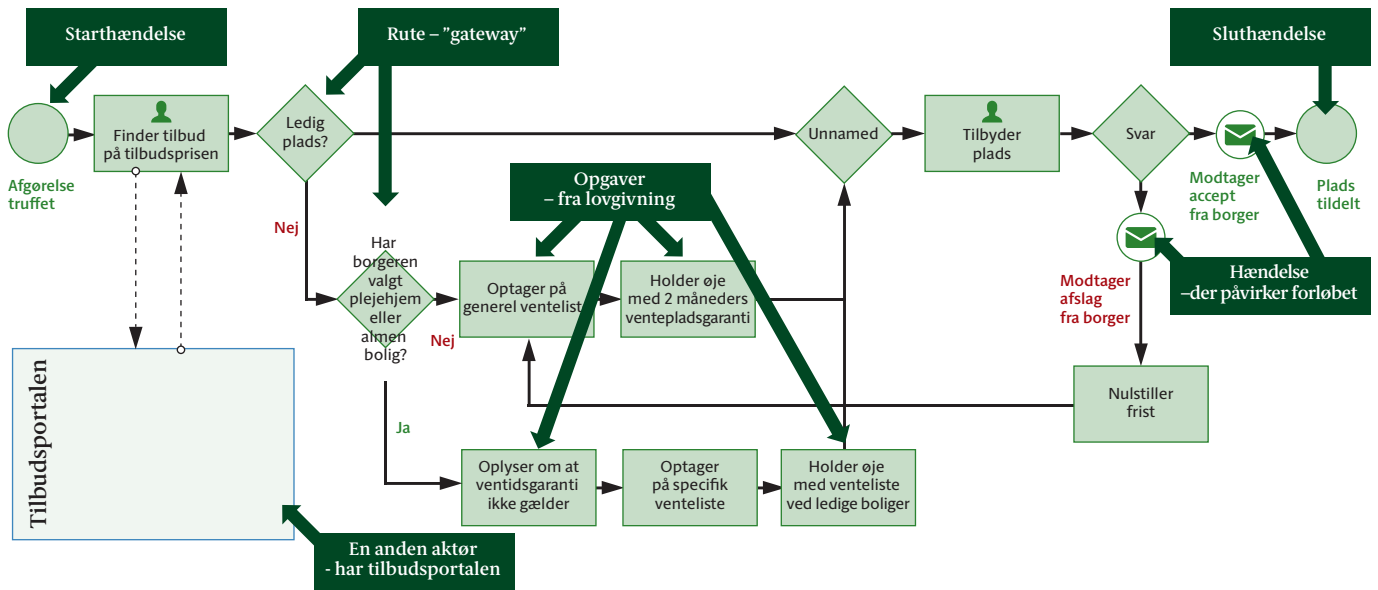 Starthændelse
Rute – ”gateway”
Sluthændelse
Finder tilbud
på tilbudsprisen
Ledig
plads?
Unnamed
Tilbyder
plads
Svar
Afgørelse
truffet
Modtager
accept
fra borger
Plads
tildelt
Opgaver
– fra lovgivning
Nej
Har
borgeren
valgt
plejehjem
eller
almen
bolig?
Nej
Optager på
generel venteliste
Holder øje
med 2 måneders
ventepladsgaranti
Modtager
afslag
fra borger
Hændelse
–der påvirker forløbet
Tilbudsportalen
Ja
Nulstiller
frist
Oplyser om at
ventidsgaranti
ikke gælder
Optager
på specifik
venteliste
Holder øje
med venteliste
ved ledige boliger
En anden aktør
- har tilbudsportalen